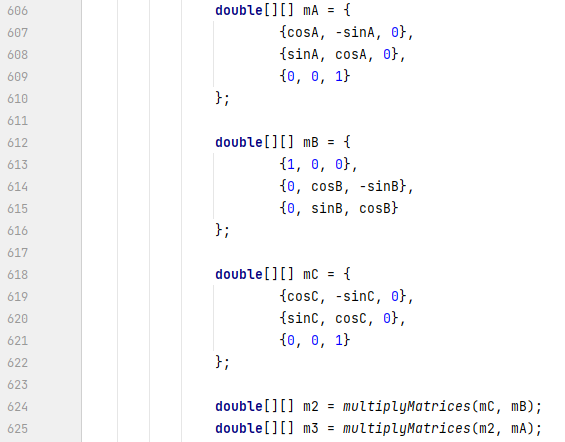 606 double[][] mA = {
607 {cosA, -sinA, 0},
608 {sinA, cosA, 0},
609 {0, 0, 1}
610 };
611
612 double[][] mB = {
613 {1, 0, 0},
614 {0, cosB, -sinB},
615 {0, sinB, cosB}
616 };
617
618 double[][] mC = {
619 {cosC, -sinC, 0},
620 {sinC, cosC, 0},
621 {0, 0, 1}
622 };
623
624 double[][] m2 = multiplyMatrices(mC, mB);
625 double[][] m3 = multiplyMatrices(m2, mA);